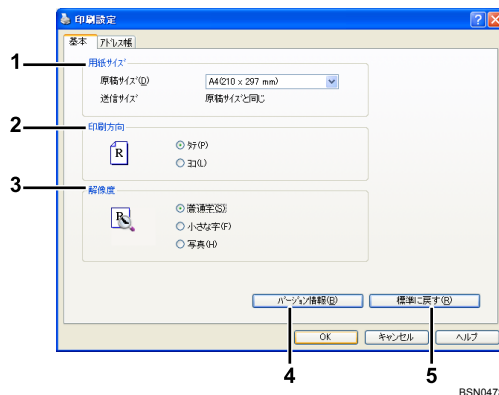 印刷設定
基本 アドレス帳
1
用紙サイズ
原稿サイズ(D) A4(210 x 297 mm)
送信サイズ 原稿サイズと同じ
2
印刷方向
R
タテ(P)
ヨコ(L)
3
解像度
R
普通字(S)
小さな字(F)
写真(H)
バージョン情報(B) 標準に戻す(R)
OK キャンセル ヘルプ
4 5
BSN047S